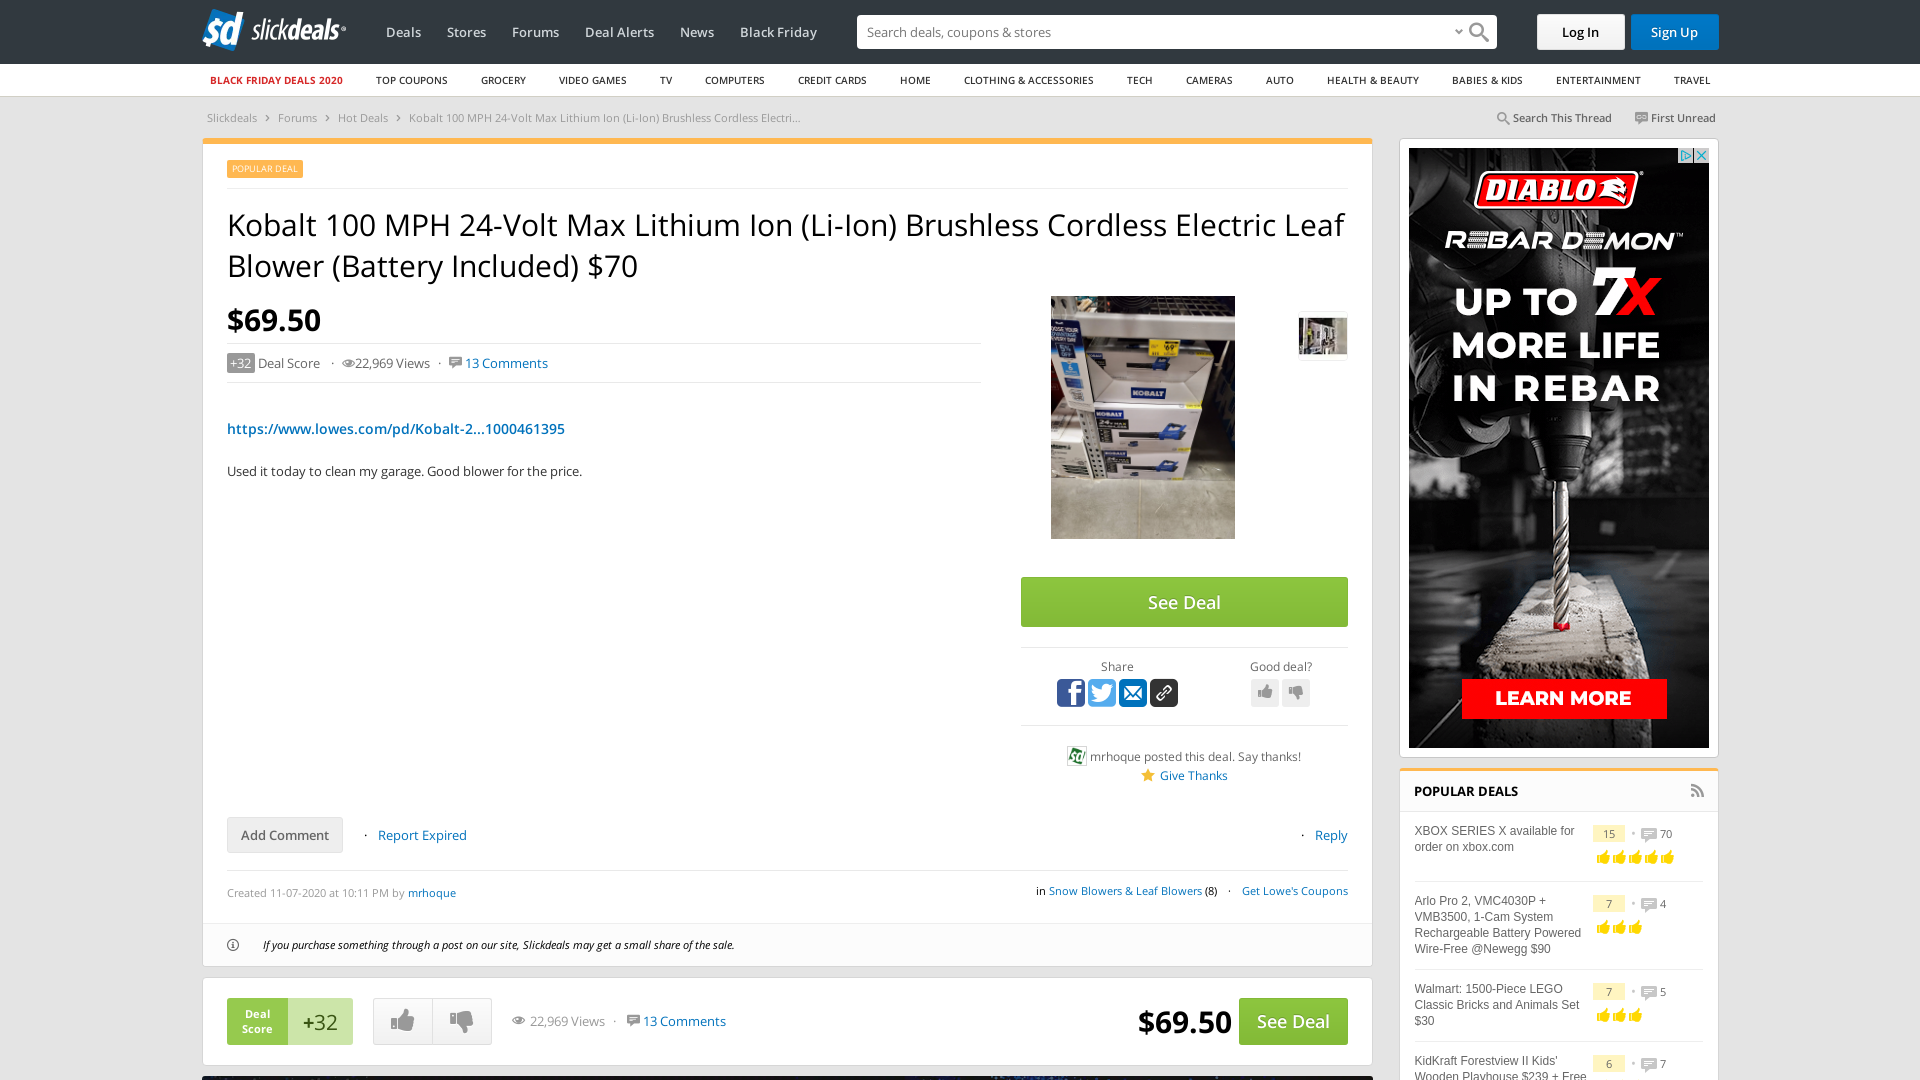 slickdeals
Deals
Stores
Forums
Deal Alerts
News
Black Friday
Search deals, coupons & stores
Log In
Sign Up
BLACK FRIDAY DEALS 2020
TOP COUPONS
GROCERY
VIDEO GAMES
TV
COMPUTERS
CREDIT CARDS
HOME
CLOTHING & ACCESSORIES
TECH
CAMERAS
AUTO
HEALTH & BEAUTY
BABIES & KIDS
ENTERTAINMENT
TRAVEL
Slickdeals > Forums > Hot Deals > Kobalt 100 MPH 24-Volt Max Lithium Ion (Li-Ion) Brushless Cordless Electri...
Search This Thread
First Unread
POPULAR DEAL
Kobalt 100 MPH 24-Volt Max Lithium Ion (Li-Ion) Brushless Cordless Electric Leaf
Blower (Battery Included) $70
$69.50
+32 Deal Score · 22,969 Views · 13 Comments
https://www.lowes.com/pd/Kobalt-2...1000461395
Used it today to clean my garage. Good blower for the price.
KOBALT
KOBALT
See Deal
Share
Good deal?
mrhoque posted this deal. Say thanks!
Give Thanks
Add Comment · Report Expired
· Reply
Created 11-07-2020 at 10:11 PM by mrhoque
in Snow Blowers & Leaf Blowers (8) · Get Lowe's Coupons
If you purchase something through a post on our site, Slickdeals may get a small share of the sale.
Deal
Score
+32
22,969 Views · 13 Comments
$69.50
See Deal
DIABLO
REBAR DEMON™
UP TO 7X
MORE LIFE
IN REBAR
LEARN MORE
POPULAR DEALS
XBOX SERIES X available for
order on xbox.com
15 • 70
Arlo Pro 2, VMC4030P +
VMB3500, 1-Cam System
Rechargeable Battery Powered
Wire-Free @Newegg $90
7 • 4
Walmart: 1500-Piece LEGO
Classic Bricks and Animals Set
$30
7 • 5
KidKraft Forestview II Kids'
Wooden Playhouse $239 + Free
6 • 7